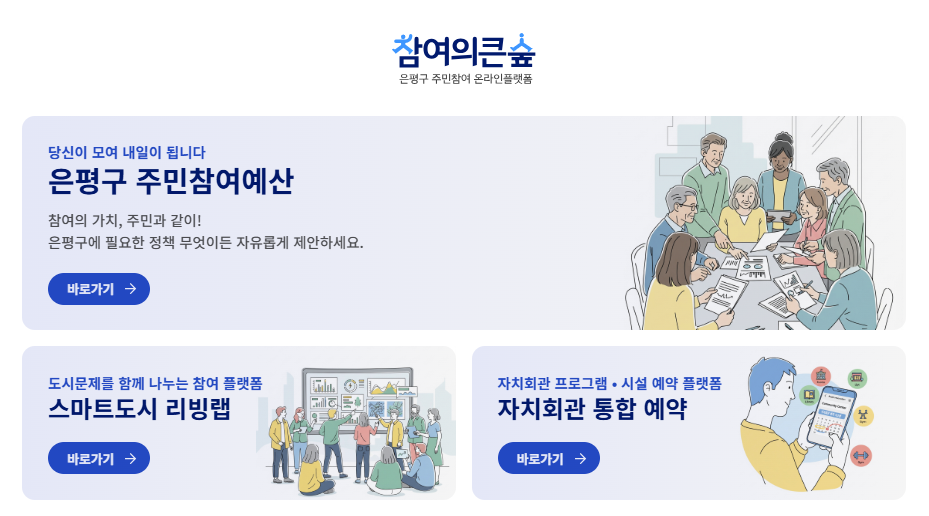 참여의큰숲
은평구 주민참여 온라인플랫폼
당신이 모여 내일이 됩니다
은평구 주민참여예산
참여의 가치, 주민과 같이!
은평구에 필요한 정책 무엇이든 자유롭게 제안하세요.
바로가기 →
도시문제를 함께 나누는 참여 플랫폼
스마트도시 리빙랩
바로가기 →
자치회관 프로그램 • 시설 예약 플랫폼
자치회관 통합 예약
바로가기 →